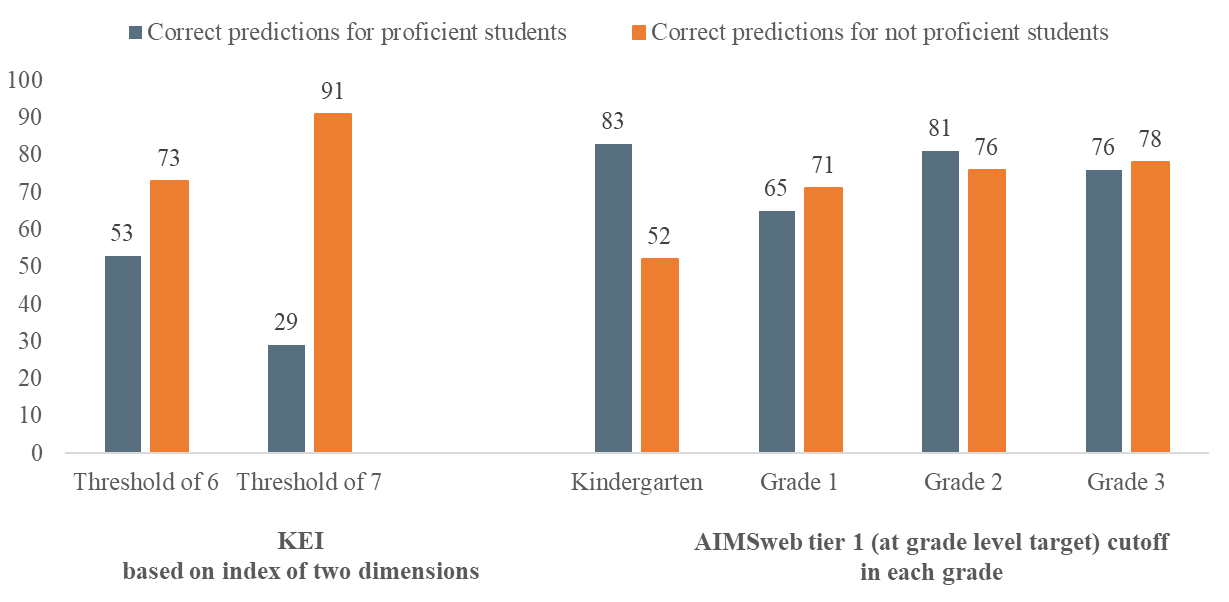 Correct predictions for proficient students
Correct predictions for not proficient students
100
90
80
70
60
50
40
30
20
10
0
53
73
29
91
83
52
65
71
81
76
76
78
Threshold of 6
Threshold of 7
Kindergarten
Grade 1
Grade 2
Grade 3
KEI
based on index of two dimensions
AIMSweb tier 1 (at grade level target) cutoff
in each grade